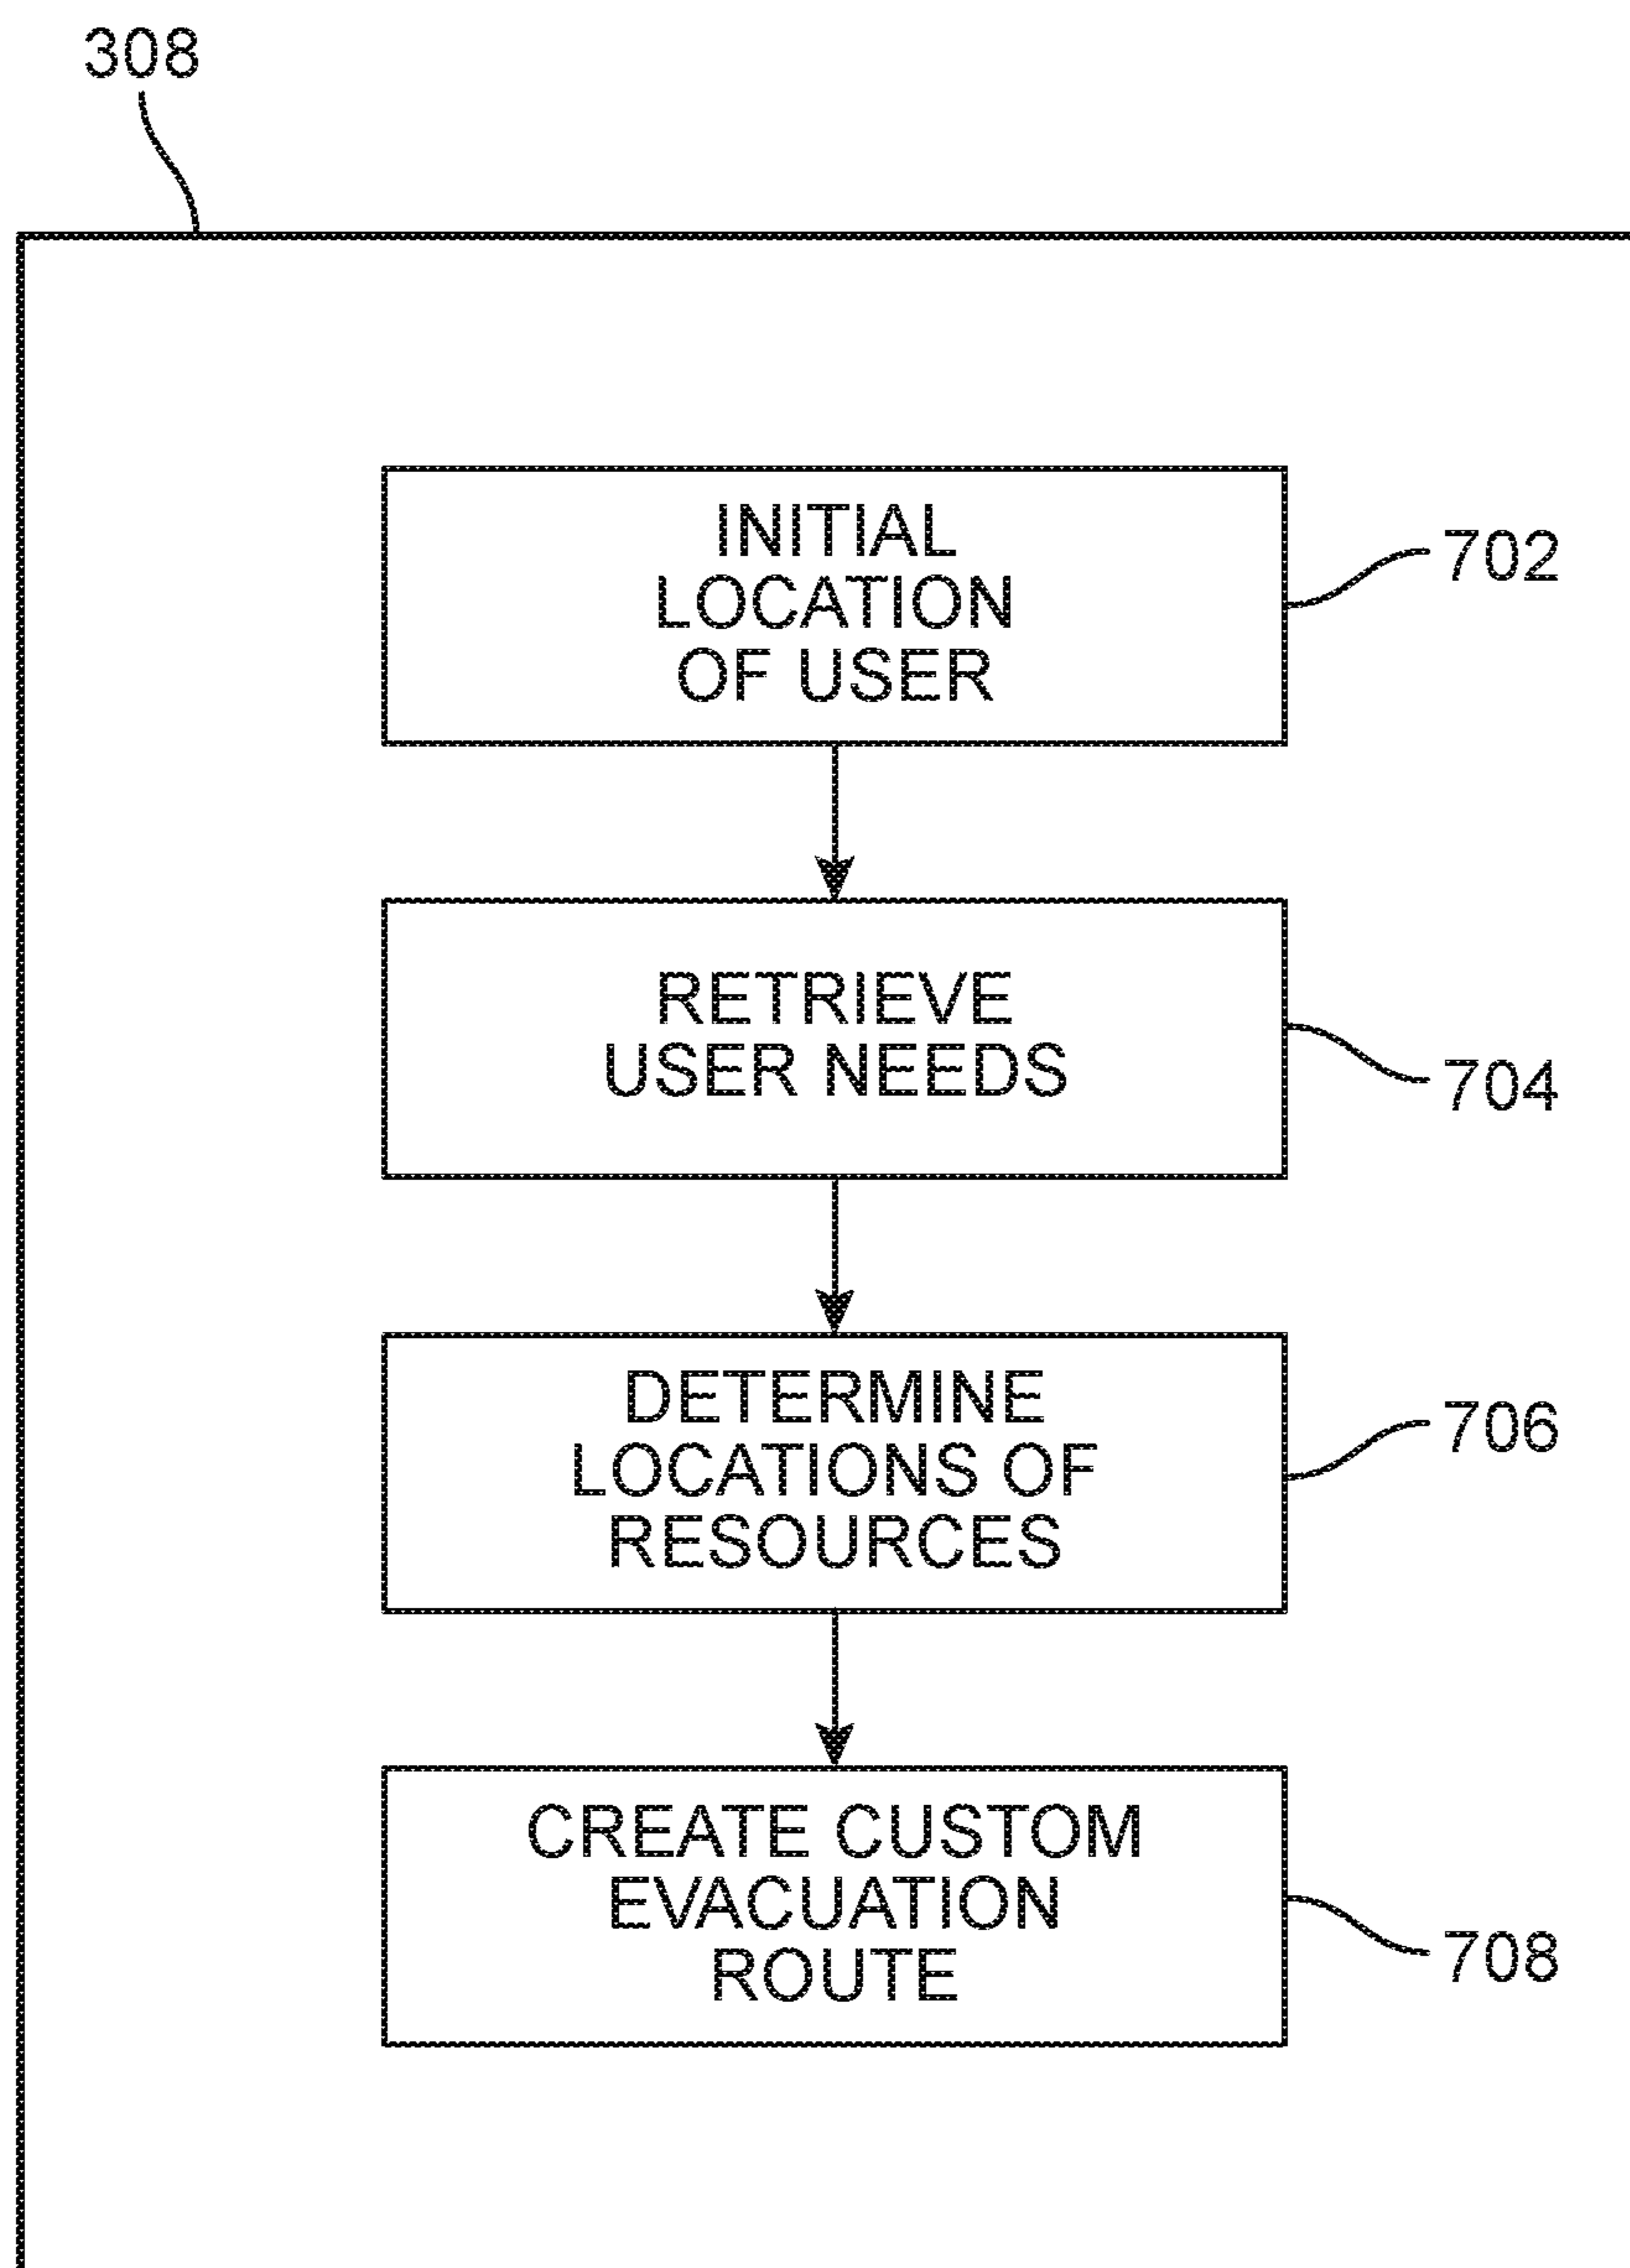 308
INITIAL
LOCATION
OF USER
702
RETRIEVE
USER NEEDS
704
DETERMINE
LOCATIONS OF
RESOURCES
706
CREATE CUSTOM
EVACUATION
ROUTE
708